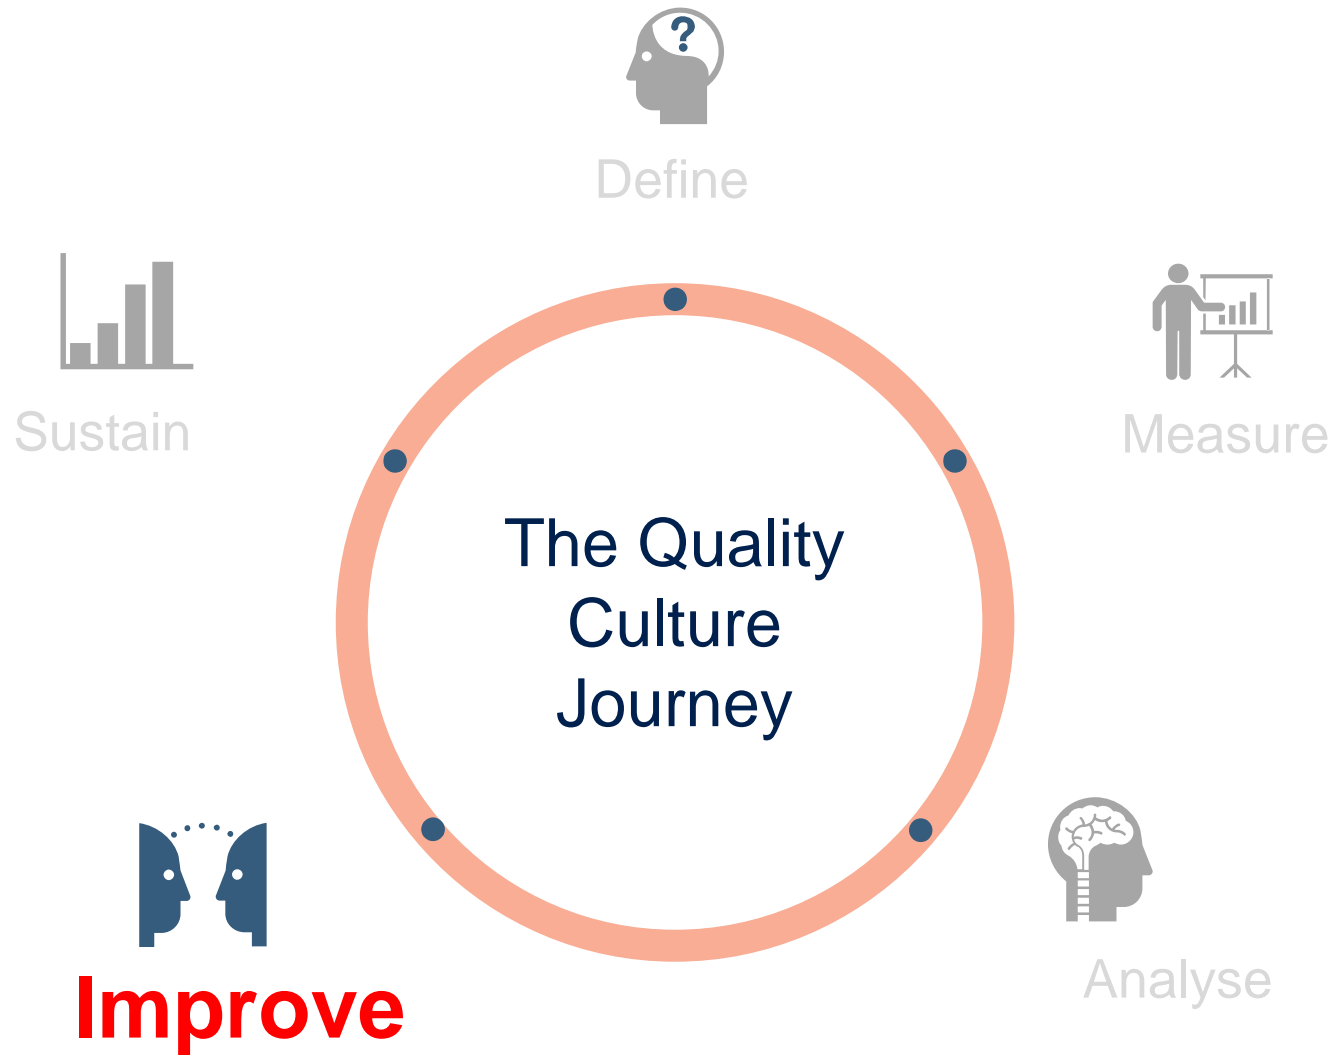 ?
Define
Sustain
Measure
The Quality
Culture
Journey
Improve
Analyse